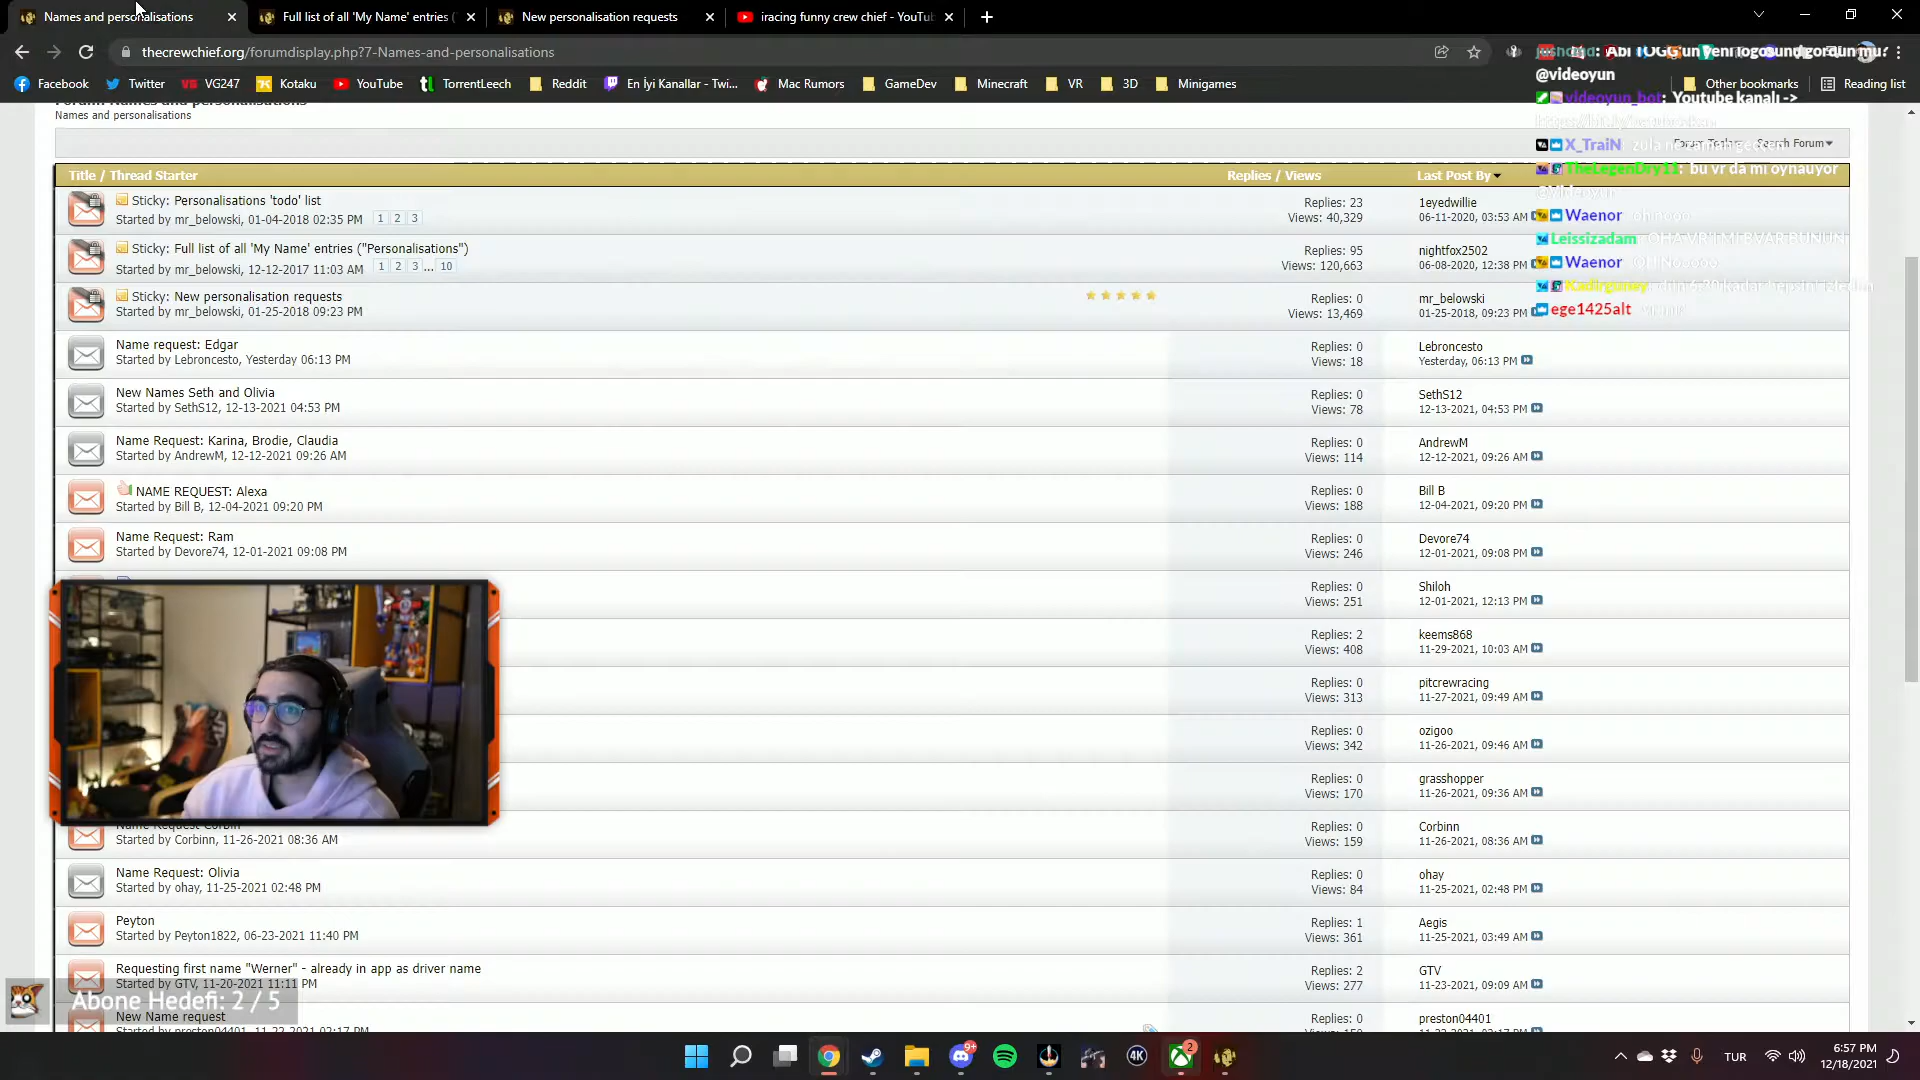 Names and personalisations
Full list of all 'My Name' entries (
New personalisation requests
iracing funny crew chief - YouTu
thecrewchief.org/forumdisplay.php?7-Names-and-personalisations
Facebook
Twitter
VG247
Kotaku
YouTube
TorrentLeech
Reddit
En İyi Kanallar - Twi...
Mac Rumors
GameDev
Minecraft
VR
3D
Minigames
Other bookmarks
Reading list
@videoyun
videoyun_bot: Youtube kanalı ->
X_TraiN
TheLegenDry11: bu vr da mi oynauyor
@Videoyun
Waenor
Leissizadam
Waenor
ege1425alt
Names and personalisations
Search Forum
Title / Thread Starter
Replies / Views
Last Post By
Sticky: Personalisations 'todo' list
Started by mr_belowski, 01-04-2018 02:35 PM
1 2 3
Replies: 23
Views: 40,329
1eyedwillie
06-11-2020, 03:53 AM
Sticky: Full list of all 'My Name' entries ("Personalisations")
Started by mr_belowski, 12-12-2017 11:03 AM
1 2 3 ... 10
Replies: 95
Views: 120,663
nightfox2502
06-08-2020, 12:38 PM
Sticky: New personalisation requests
Started by mr_belowski, 01-25-2018 09:23 PM
Replies: 0
Views: 13,469
mr_belowski
01-25-2018, 09:23 PM
Name request: Edgar
Started by Lebroncesto, Yesterday 06:13 PM
Replies: 0
Views: 18
Lebroncesto
Yesterday, 06:13 PM
New Names Seth and Olivia
Started by SethS12, 12-13-2021 04:53 PM
Replies: 0
Views: 78
SethS12
12-13-2021, 04:53 PM
Name Request: Karina, Brodie, Claudia
Started by AndrewM, 12-12-2021 09:26 AM
Replies: 0
Views: 114
AndrewM
12-12-2021, 09:26 AM
NAME REQUEST: Alexa
Started by Bill B, 12-04-2021 09:20 PM
Replies: 0
Views: 188
Bill B
12-04-2021, 09:20 PM
Name Request: Ram
Started by Devore74, 12-01-2021 09:08 PM
Replies: 0
Views: 246
Devore74
12-01-2021, 09:08 PM
Replies: 0
Views: 251
Shiloh
12-01-2021, 12:13 PM
Replies: 2
Views: 408
keems868
11-29-2021, 10:03 AM
Replies: 0
Views: 313
pitcrewracing
11-27-2021, 09:49 AM
Replies: 0
Views: 342
ozigoo
11-26-2021, 09:46 AM
Replies: 0
Views: 170
grasshopper
11-26-2021, 09:36 AM
Name Request Corbin
Started by Corbinn, 11-26-2021 08:36 AM
Replies: 0
Views: 159
Corbinn
11-26-2021, 08:36 AM
Name Request: Olivia
Started by ohay, 11-25-2021 02:48 PM
Replies: 0
Views: 84
ohay
11-25-2021, 02:48 PM
Peyton
Started by Peyton1822, 06-23-2021 11:40 PM
Replies: 1
Views: 361
Aegis
11-25-2021, 03:49 AM
Requesting first name "Werner" - already in app as driver name
Started by GTV, 11-20-2021 11:11 PM
Replies: 2
Views: 277
GTV
11-23-2021, 09:09 AM
New Name request
Replies: 0
preston04401
Abone Hedefi: 2 / 5
9+
4K
2
TUR
6:57 PM
12/18/2021